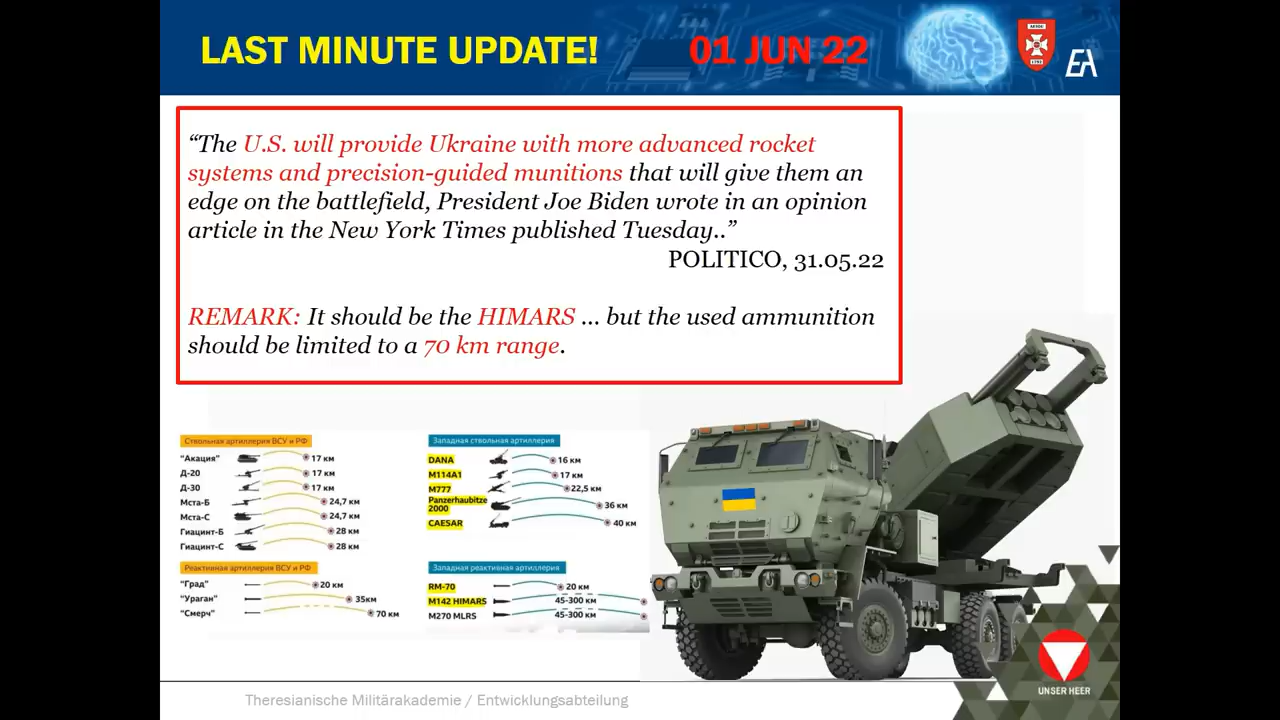 LAST MINUTE UPDATE!
01 JUN 22
“The U.S. will provide Ukraine with more advanced rocket
systems and precision-guided munitions that will give them an
edge on the battlefield, President Joe Biden wrote in an opinion
article in the New York Times published Tuesday..”
POLITICO, 31.05.22
REMARK: It should be the HIMARS ... but the used ammunition
should be limited to a 70 km range.
Ствольная артиллерия ВСУ и РФ
"Акация" 17 км
Д-20 17 км
Д-30 17 км
Мста-Б 24,7 км
Мста-С 24,7 км
Гиацинт-Б 28 км
Гиацинт-С 28 км
Реактивная артиллерия ВСУ и РФ
"Град" 20 км
"Ураган" 35км
"Смерч" 70 км
Западная ствольная артиллерия
DANA 16 км
M114A1 17 км
M777 22,5 км
Panzerhaubitze
2000 36 км
CAESAR 40 км
Западная реактивная артиллерия
RM-70 20 км
M142 HIMARS 45-300 км
M270 MLRS 45-300 км
UNSER HEER
Theresianische Militärakademie / Entwicklungsabteilung